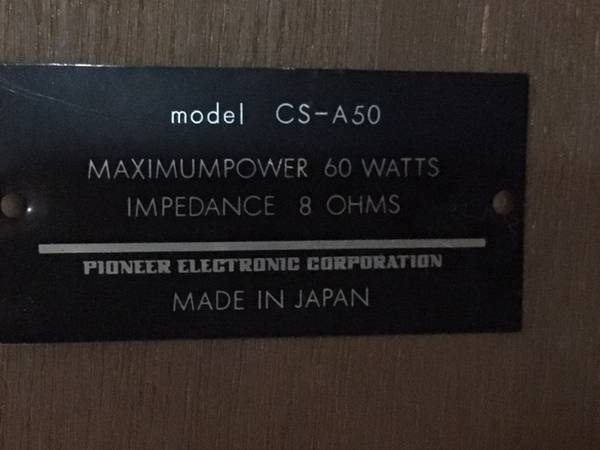 model CS-A50
MAXIMUMPOWER 60 WATTS
IMPEDANCE 8 OHMS
PIONEER ELECTRONIC CORPORATION
MADE IN JAPAN